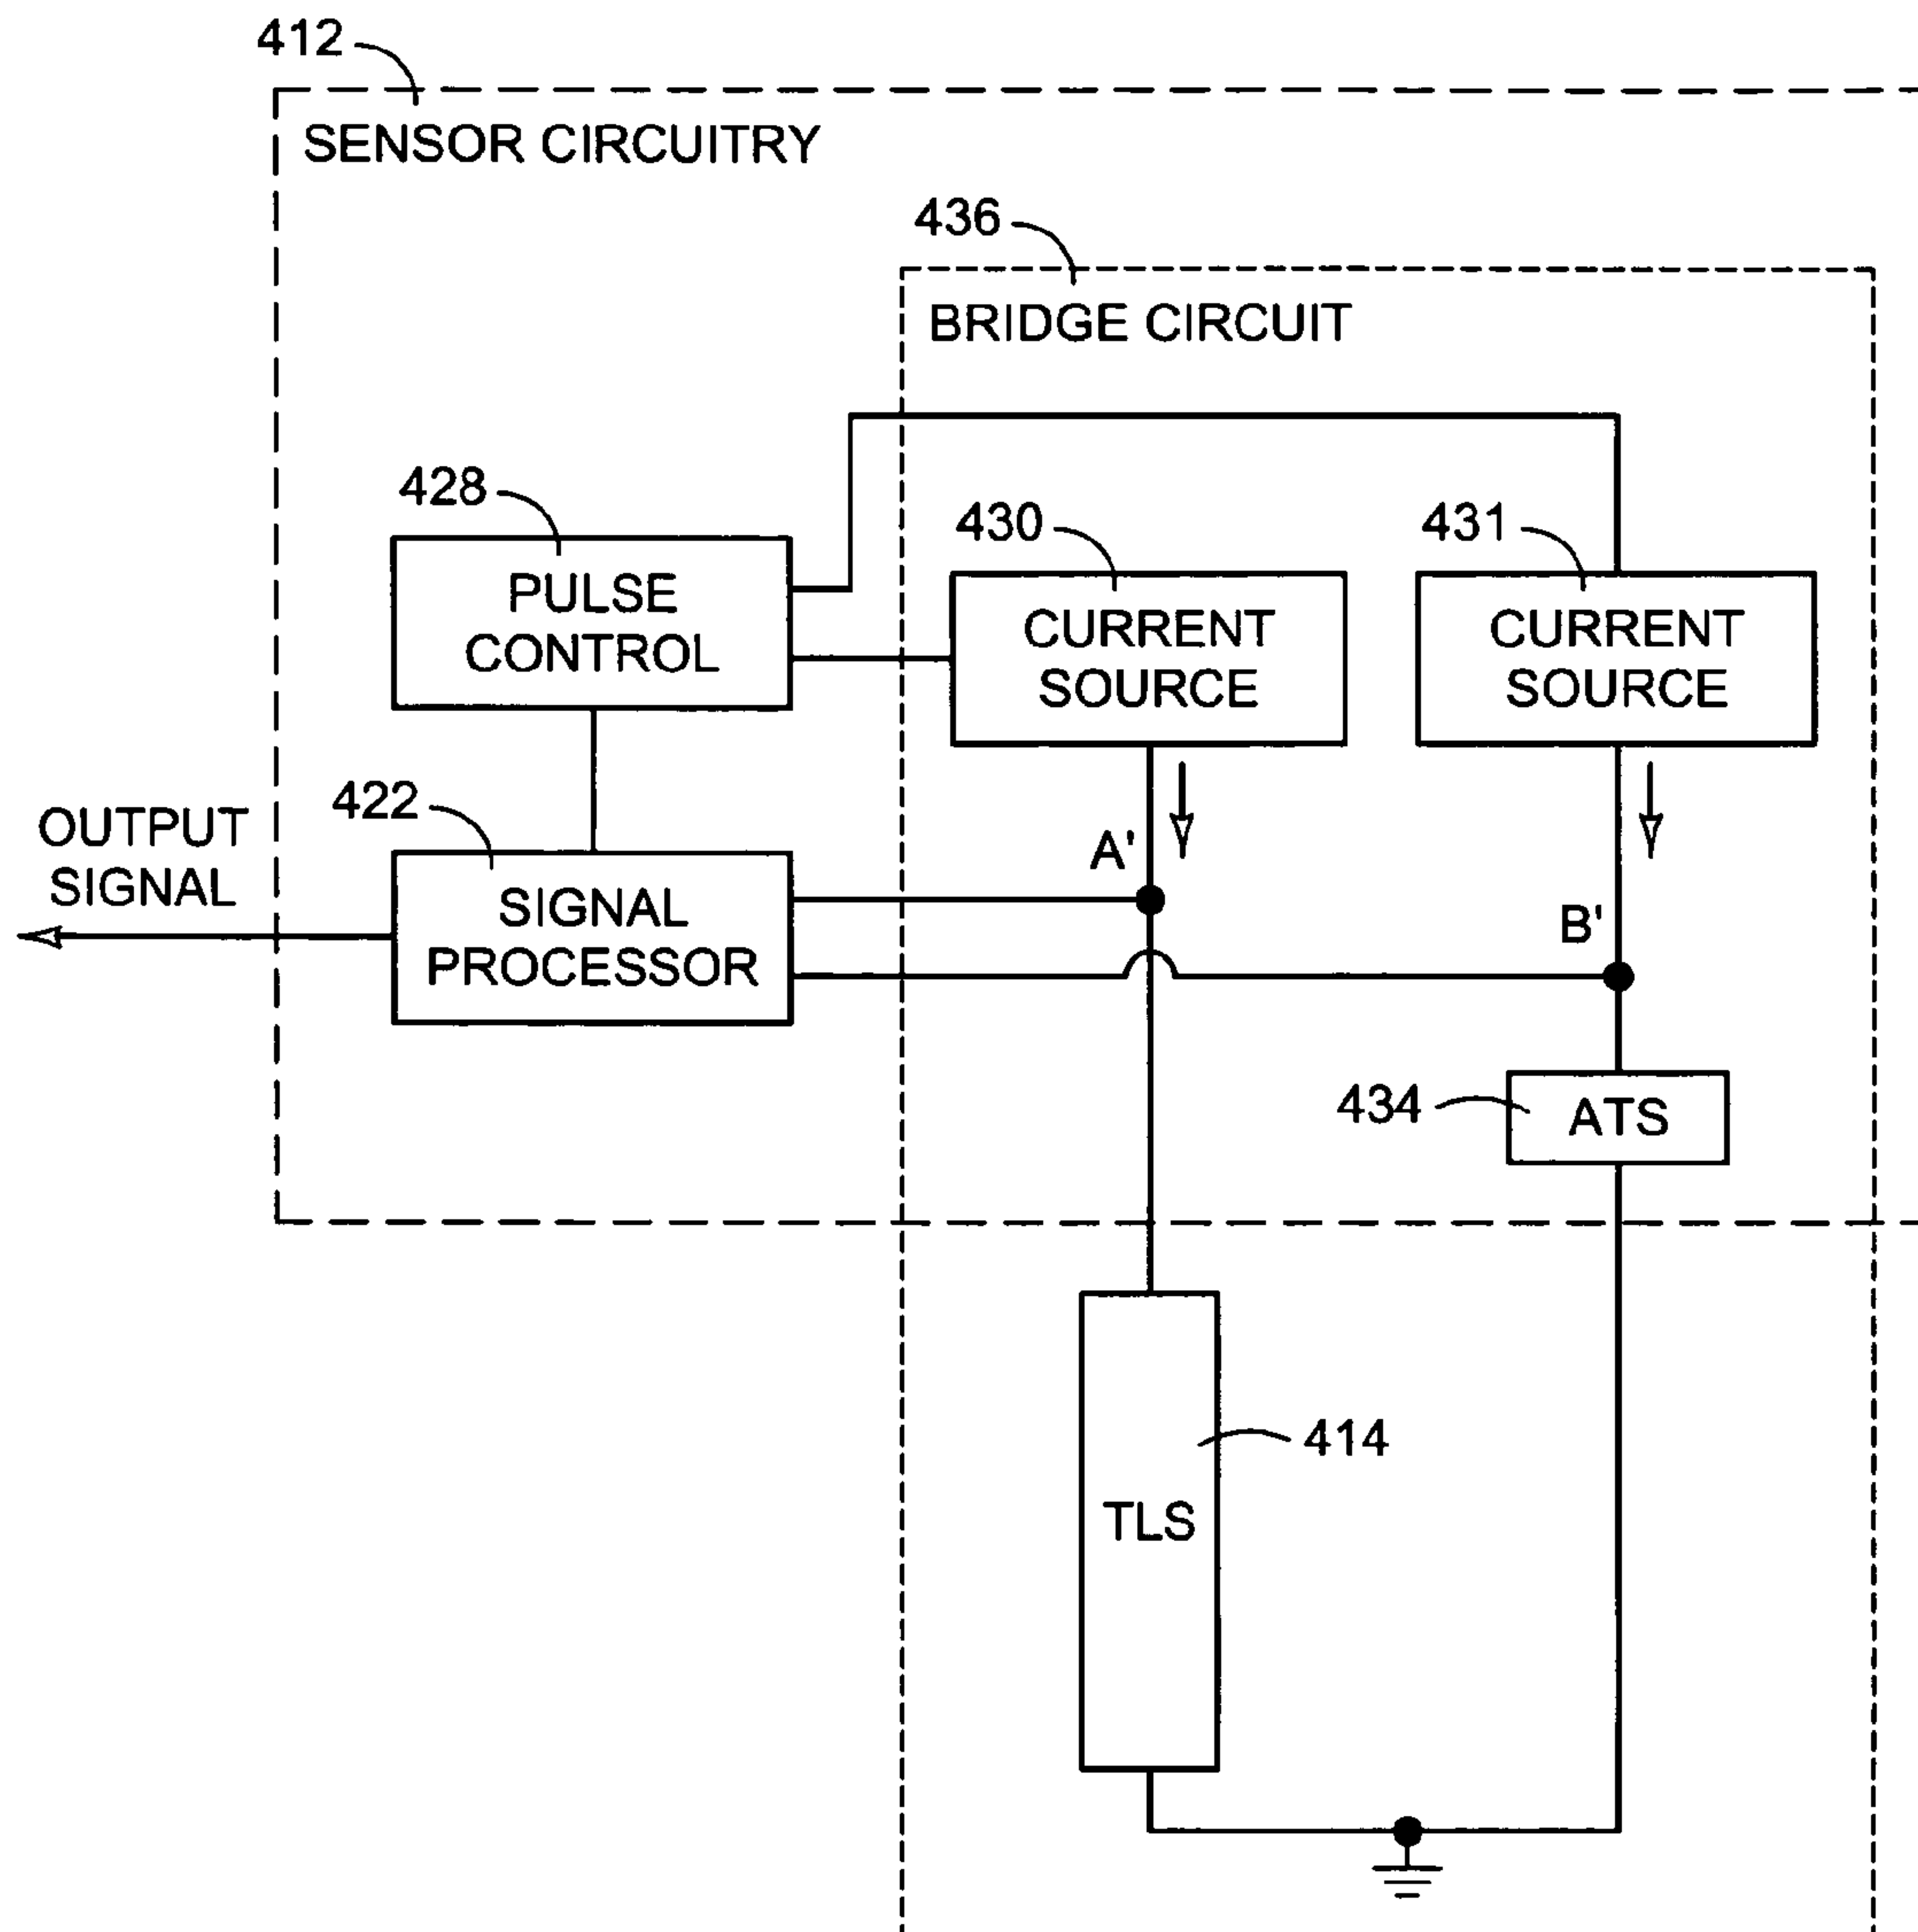 412
SENSOR CIRCUITRY
436
BRIDGE CIRCUIT
428
PULSE
CONTROL
430
CURRENT
SOURCE
431
CURRENT
SOURCE
OUTPUT
SIGNAL
422
SIGNAL
PROCESSOR
A'
B'
434
ATS
414
TLS